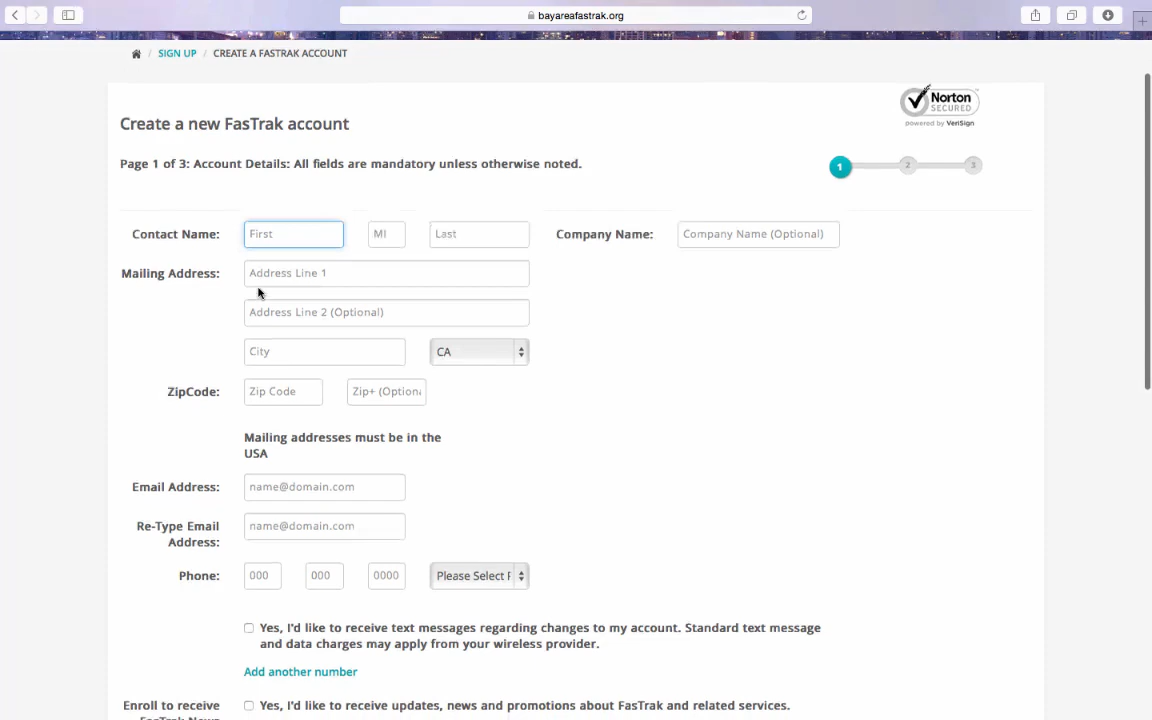 bayareafastrak.org
/ SIGN UP / CREATE A FASTRAK ACCOUNT
Norton
SECURED
powered by VeriSign
Create a new FasTrak account
Page 1 of 3: Account Details: All fields are mandatory unless otherwise noted.
1 2 3
Contact Name: First MI Last Company Name: Company Name (Optional)
Mailing Address: Address Line 1
Address Line 2 (Optional)
City CA
ZipCode: Zip Code Zip+ (Optiona
Mailing addresses must be in the
USA
Email Address: name@domain.com
Re-Type Email name@domain.com
Address:
Phone: 000 000 0000 Please Select F
Yes, I'd like to receive text messages regarding changes to my account. Standard text message
and data charges may apply from your wireless provider.
Add another number
Enroll to receive Yes, I'd like to receive updates, news and promotions about FasTrak and related services.
FasTrak News